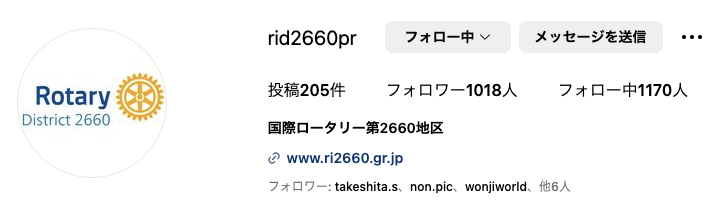 rid2660pr フォロー中 メッセージを送信
投稿205件 フォロワー1018人 フォロー中1170人
Rotary
District 2660
国際ロータリー第2660地区
www.ri2660.gr.jp
フォロワー: takeshita.s、non.pic、wonjiworld、他6人